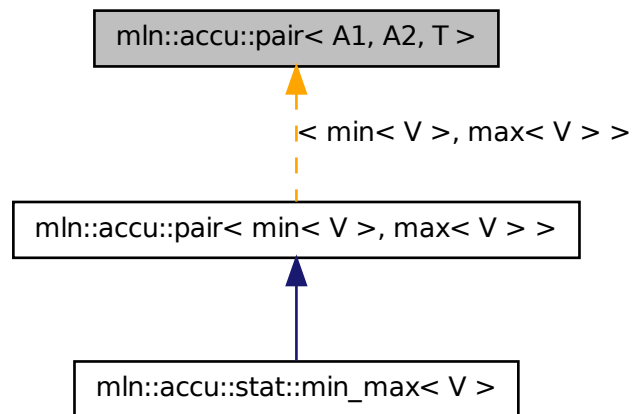 mln::accu::pair< A1, A2, T >
< min< V >, max< V > >
mln::accu::pair< min< V >, max< V > >
mln::accu::stat::min_max< V >